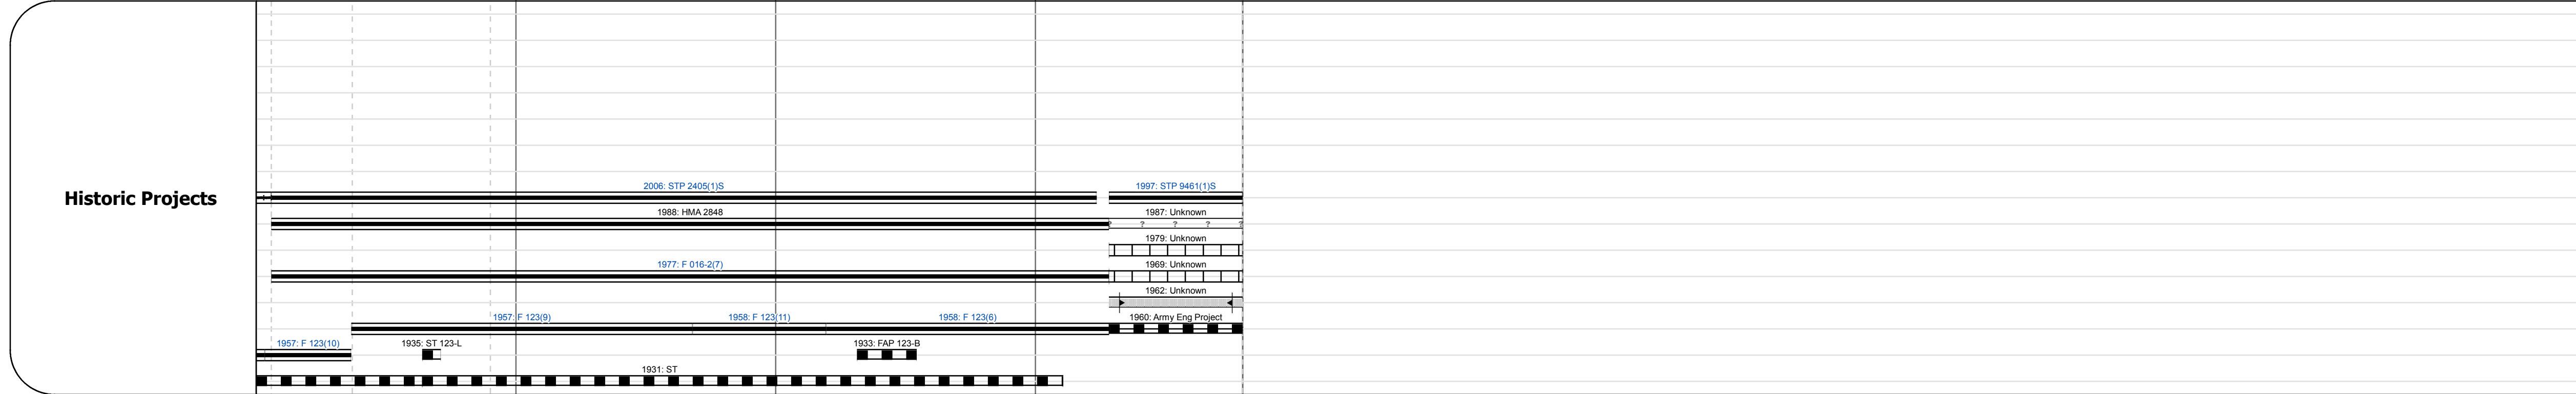 2006: STP 2405(1)S
1997: STP 9461(1)S
Historic Projects
1988: HMA 2848
1987: Unknown
? ? ? ? ?
1979: Unknown
1977: F 016-2(7)
1969: Unknown
1962: Unknown
1957: F 123(9)
1958: F 123(11)
1958: F 123(6)
1960: Army Eng Project
1957: F 123(10)
1935: ST 123-L
1933: FAP 123-B
1931: ST